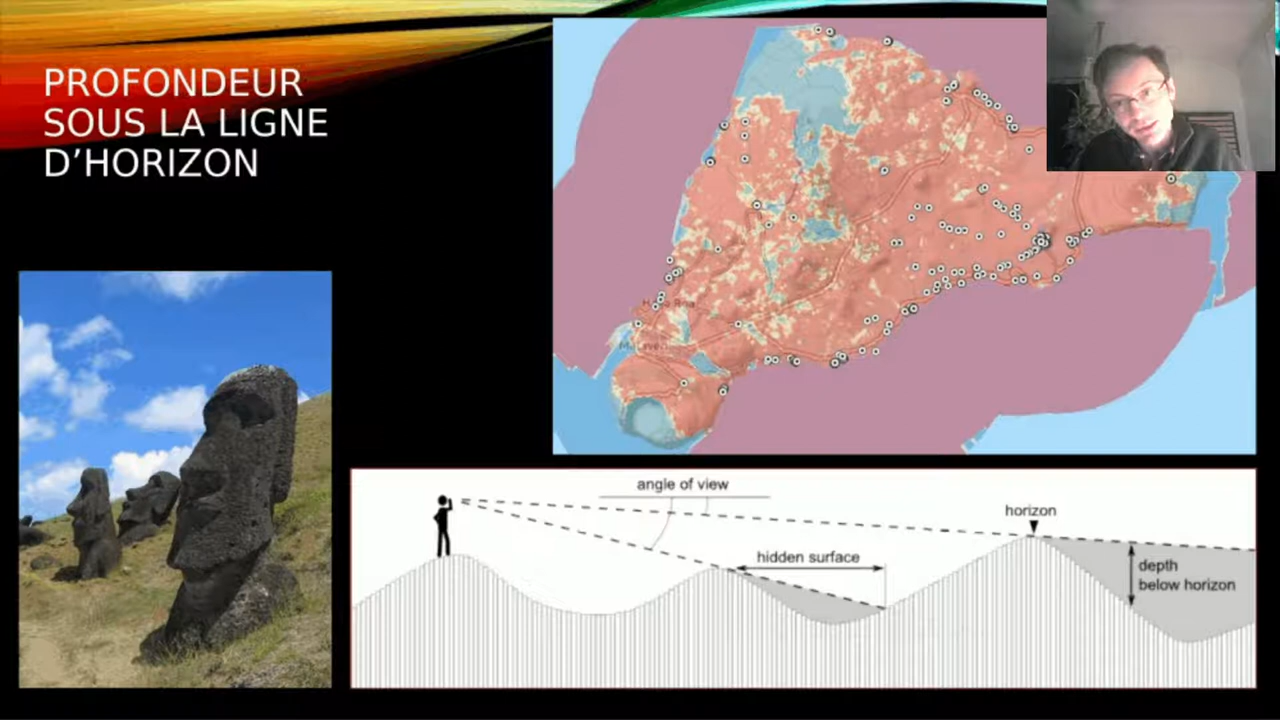 PROFONDEUR
SOUS LA LIGNE
D’HORIZON
angle of view
horizon
hidden surface
depth
below horizon